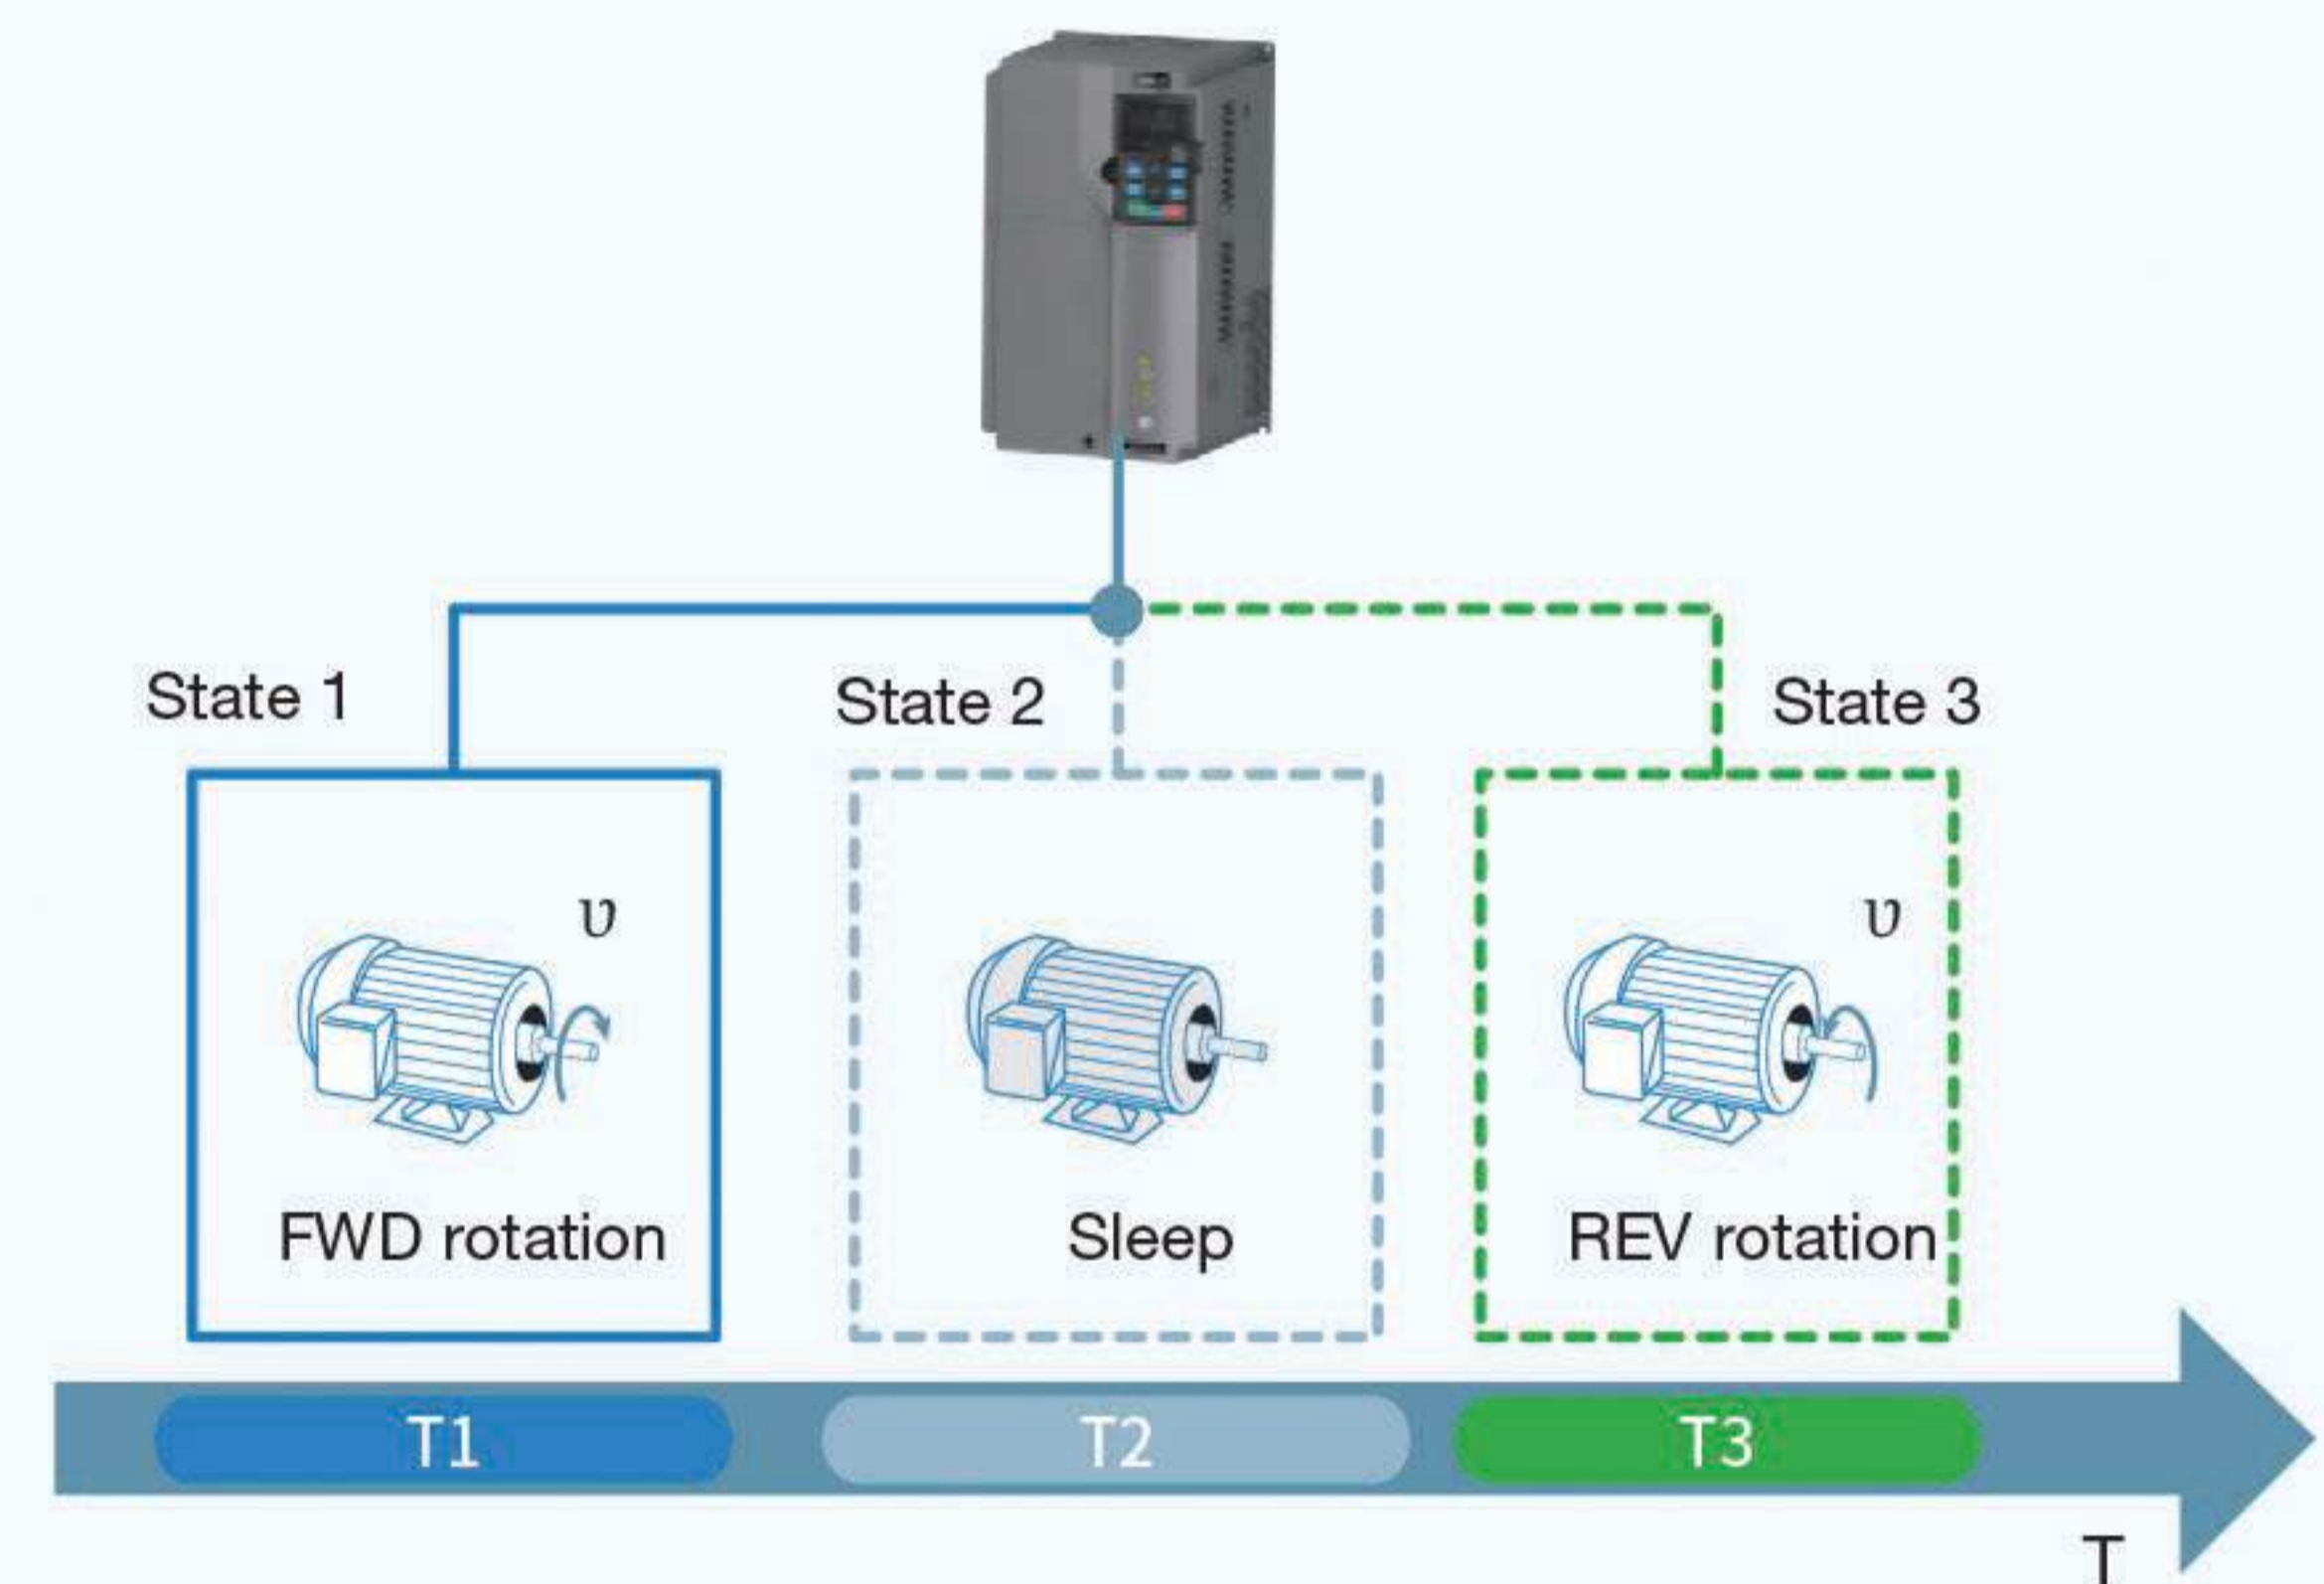 State 1
State 2
State 3
υ
υ
FWD rotation
Sleep
REV rotation
T1
T2
T3
T